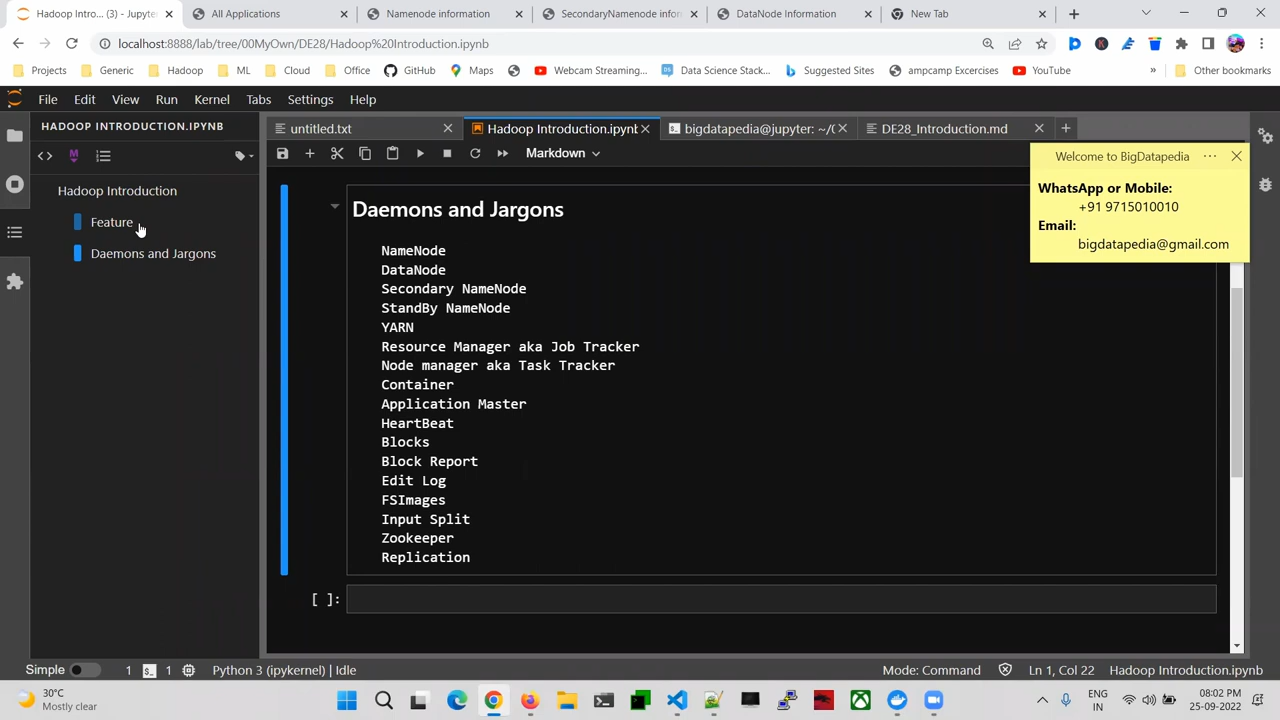 Hadoop Intro... (3) - Jupyte
All Applications
Namenode information
SecondaryNamenode infor
DataNode Information
New Tab
localhost:8888/lab/tree/00MyOwn/DE28/Hadoop%20Introduction.ipynb
Projects
Generic
Hadoop
ML
Cloud
Office
GitHub
Maps
Webcam Streaming...
Data Science Stack...
Suggested Sites
ampcamp Excercises
YouTube
»
Other bookmarks
File Edit View Run Kernel Tabs Settings Help
HADOOP INTRODUCTION.IPYNB
untitled.txt
Hadoop Introduction.ipynt
bigdatapedia@jupyter: ~/(
DE28_Introduction.md
Markdown
Hadoop Introduction
Feature
Daemons and Jargons
Daemons and Jargons
NameNode
DataNode
Secondary NameNode
StandBy NameNode
YARN
Resource Manager aka Job Tracker
Node manager aka Task Tracker
Container
Application Master
HeartBeat
Blocks
Block Report
Edit Log
FSImages
Input Split
Zookeeper
Replication
[ ]:
Welcome to BigDatapedia
WhatsApp or Mobile:
+91 9715010010
Email:
bigdatapedia@gmail.com
Simple
1
1
Python 3 (ipykernel) | Idle
Mode: Command
Ln 1, Col 22
Hadoop Introduction.ipynb
30°C
Mostly clear
ENG
IN
08:02 PM
25-09-2022